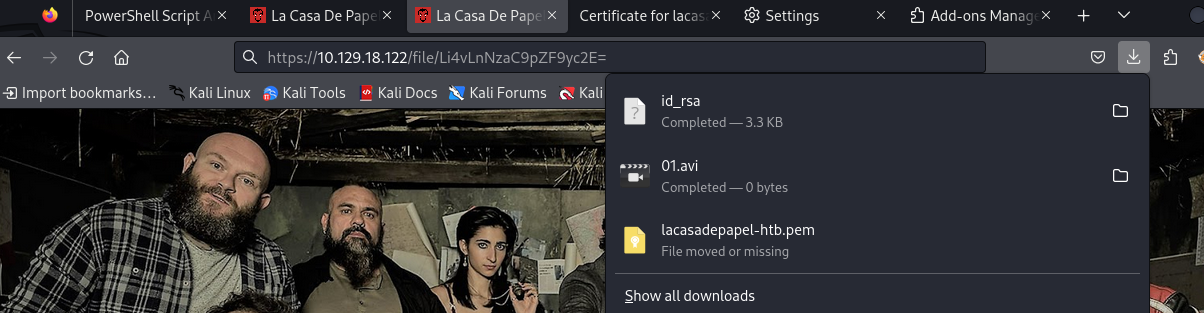 PowerShell Script A
La Casa De Pape
La Casa De Pape
Certificate for lacas
Settings
Add-ons Manage
https://10.129.18.122/file/Li4vLnNzaC9pZF9yc2E=
Import bookmarks...
Kali Linux
Kali Tools
Kali Docs
Kali Forums
Ka
id_rsa
Completed — 3.3 KB
01.avi
Completed — 0 bytes
lacasadepapel-htb.pem
File moved or missing
Show all downloads